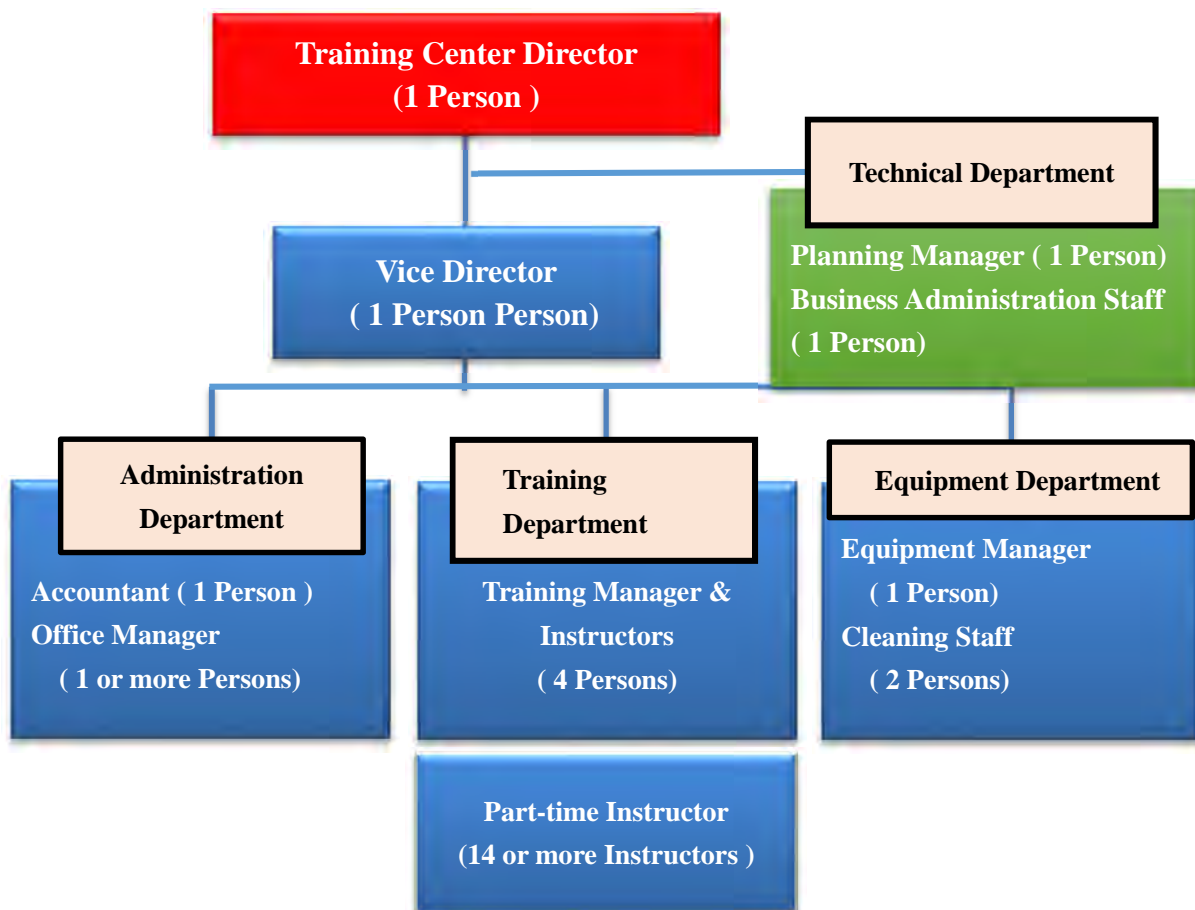 Training Center Director
(1 Person )
Technical Department
Planning Manager ( 1 Person)
Business Administration Staff
( 1 Person)
Vice Director
( 1 Person Person)
Administration
Department
Accountant ( 1 Person )
Office Manager
( 1 or more Persons)
Training
Department
Training Manager &
Instructors
( 4 Persons)
Equipment Department
Equipment Manager
( 1 Person)
Cleaning Staff
( 2 Persons)
Part-time Instructor
(14 or more Instructors )